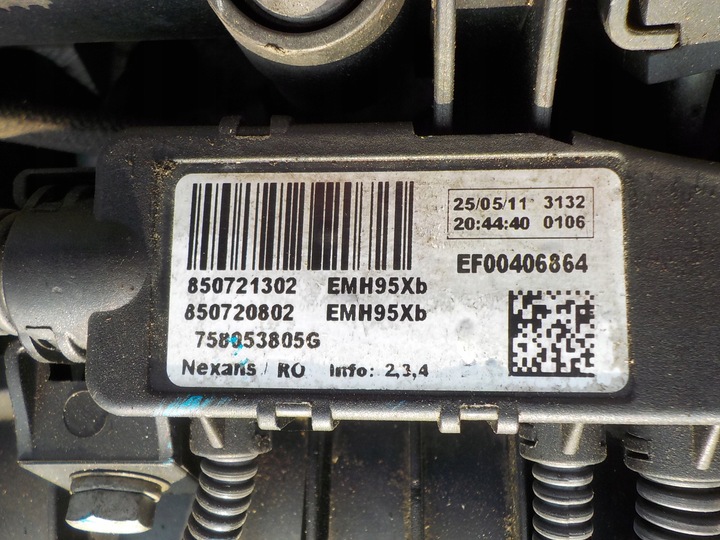 25/05/11 3132
20:44:40 0106
EF00406864
850721302 EMH95Xb
850720802 EMH95Xb
758053805G
Nexans / RO Info: 2,3,4